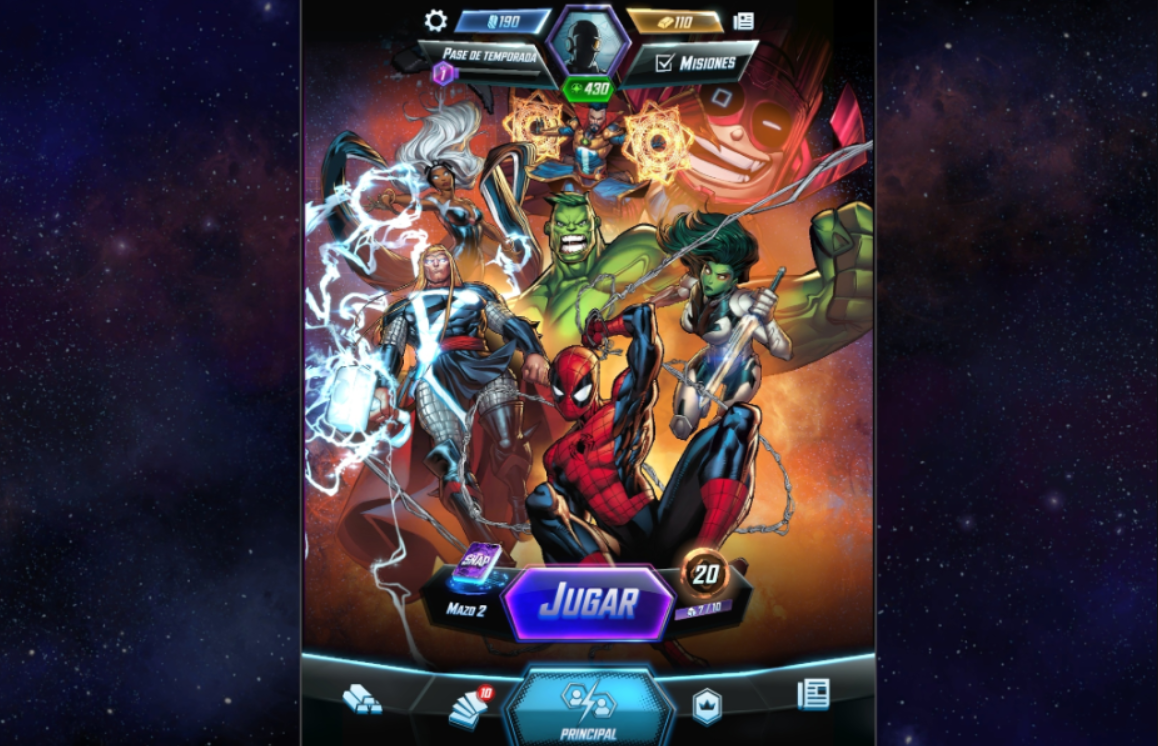 190
110
PASE DE TEMPORADA
1
MISIONES
430
SNAP
MAZO 2
JUGAR
20
7 / 10
10
PRINCIPAL